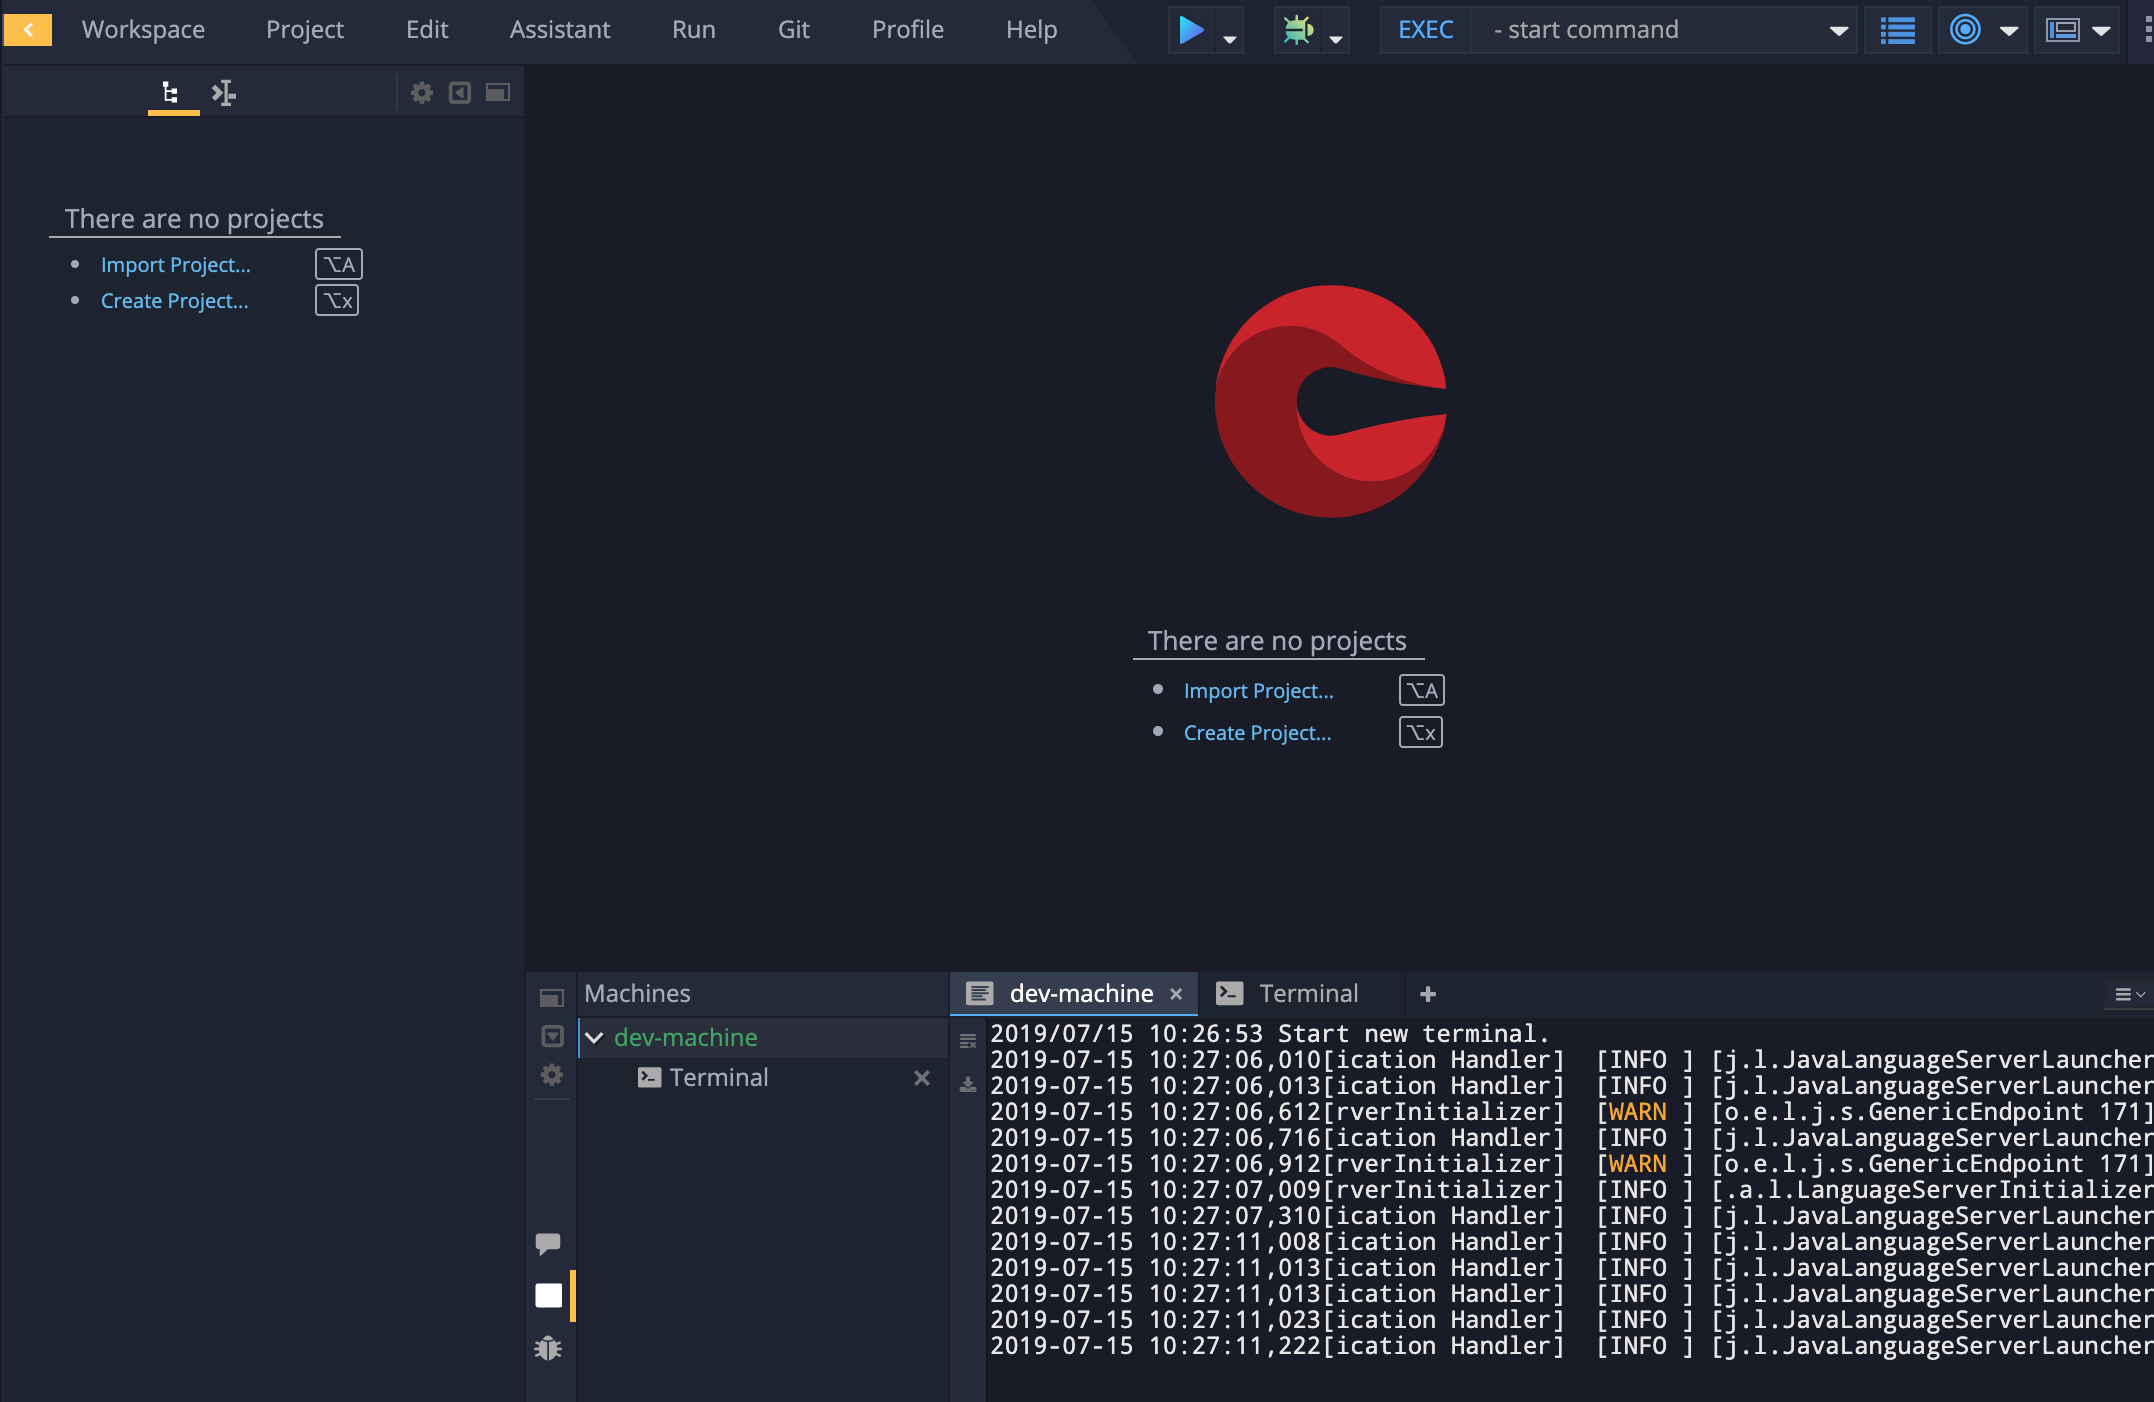 Workspace Project Edit Assistant Run Git Profile Help EXEC - start command
There are no projects
Import Project... ⌥A
Create Project... ⌥x
There are no projects
Import Project... ⌥A
Create Project... ⌥x
Machines
dev-machine
Terminal
dev-machine × Terminal +
2019/07/15 10:26:53 Start new terminal.
2019-07-15 10:27:06,010[ication Handler] [INFO ] [j.l.JavaLanguageServerLauncher
2019-07-15 10:27:06,013[ication Handler] [INFO ] [j.l.JavaLanguageServerLauncher
2019-07-15 10:27:06,612[rverInitializer] [WARN ] [o.e.l.j.s.GenericEndpoint 171]
2019-07-15 10:27:06,716[ication Handler] [INFO ] [j.l.JavaLanguageServerLauncher
2019-07-15 10:27:06,912[rverInitializer] [WARN ] [o.e.l.j.s.GenericEndpoint 171]
2019-07-15 10:27:07,009[rverInitializer] [INFO ] [.a.l.LanguageServerInitializer
2019-07-15 10:27:07,310[ication Handler] [INFO ] [j.l.JavaLanguageServerLauncher
2019-07-15 10:27:11,008[ication Handler] [INFO ] [j.l.JavaLanguageServerLauncher
2019-07-15 10:27:11,013[ication Handler] [INFO ] [j.l.JavaLanguageServerLauncher
2019-07-15 10:27:11,013[ication Handler] [INFO ] [j.l.JavaLanguageServerLauncher
2019-07-15 10:27:11,023[ication Handler] [INFO ] [j.l.JavaLanguageServerLauncher
2019-07-15 10:27:11,222[ication Handler] [INFO ] [j.l.JavaLanguageServerLauncher